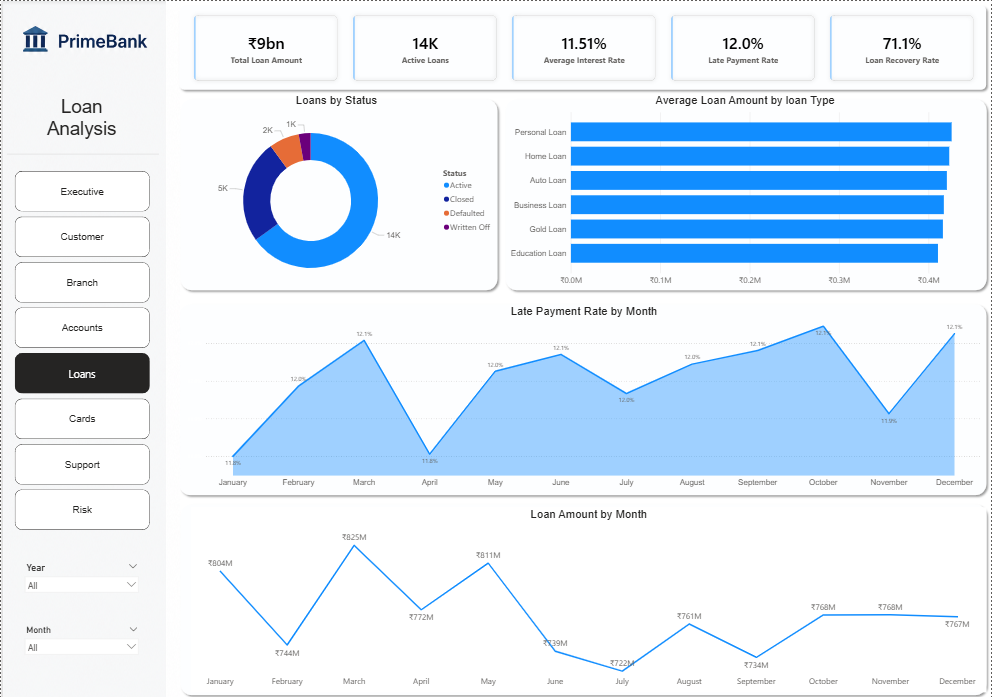 PrimeBank
Loan
Analysis
Executive
Customer
Branch
Accounts
Loans
Cards
Support
Risk
Year
All
Month
All
₹9bn
Total Loan Amount
14K
Active Loans
11.51%
Average Interest Rate
12.0%
Late Payment Rate
71.1%
Loan Recovery Rate
Loans by Status
1K
2K
5K
14K
Status
Active
Closed
Defaulted
Written Off
Average Loan Amount by loan Type
Personal Loan
Home Loan
Auto Loan
Business Loan
Gold Loan
Education Loan
₹0.0M ₹0.1M ₹0.2M ₹0.3M ₹0.4M
Late Payment Rate by Month
11.8% 12.0% 12.1% 11.8% 12.0% 12.1% 12.0% 12.0% 12.1% 12.1% 11.9% 12.1%
January February March April May June July August September October November December
Loan Amount by Month
₹804M ₹744M ₹825M ₹772M ₹811M ₹739M ₹722M ₹761M ₹734M ₹768M ₹768M ₹767M
January February March April May June July August September October November December